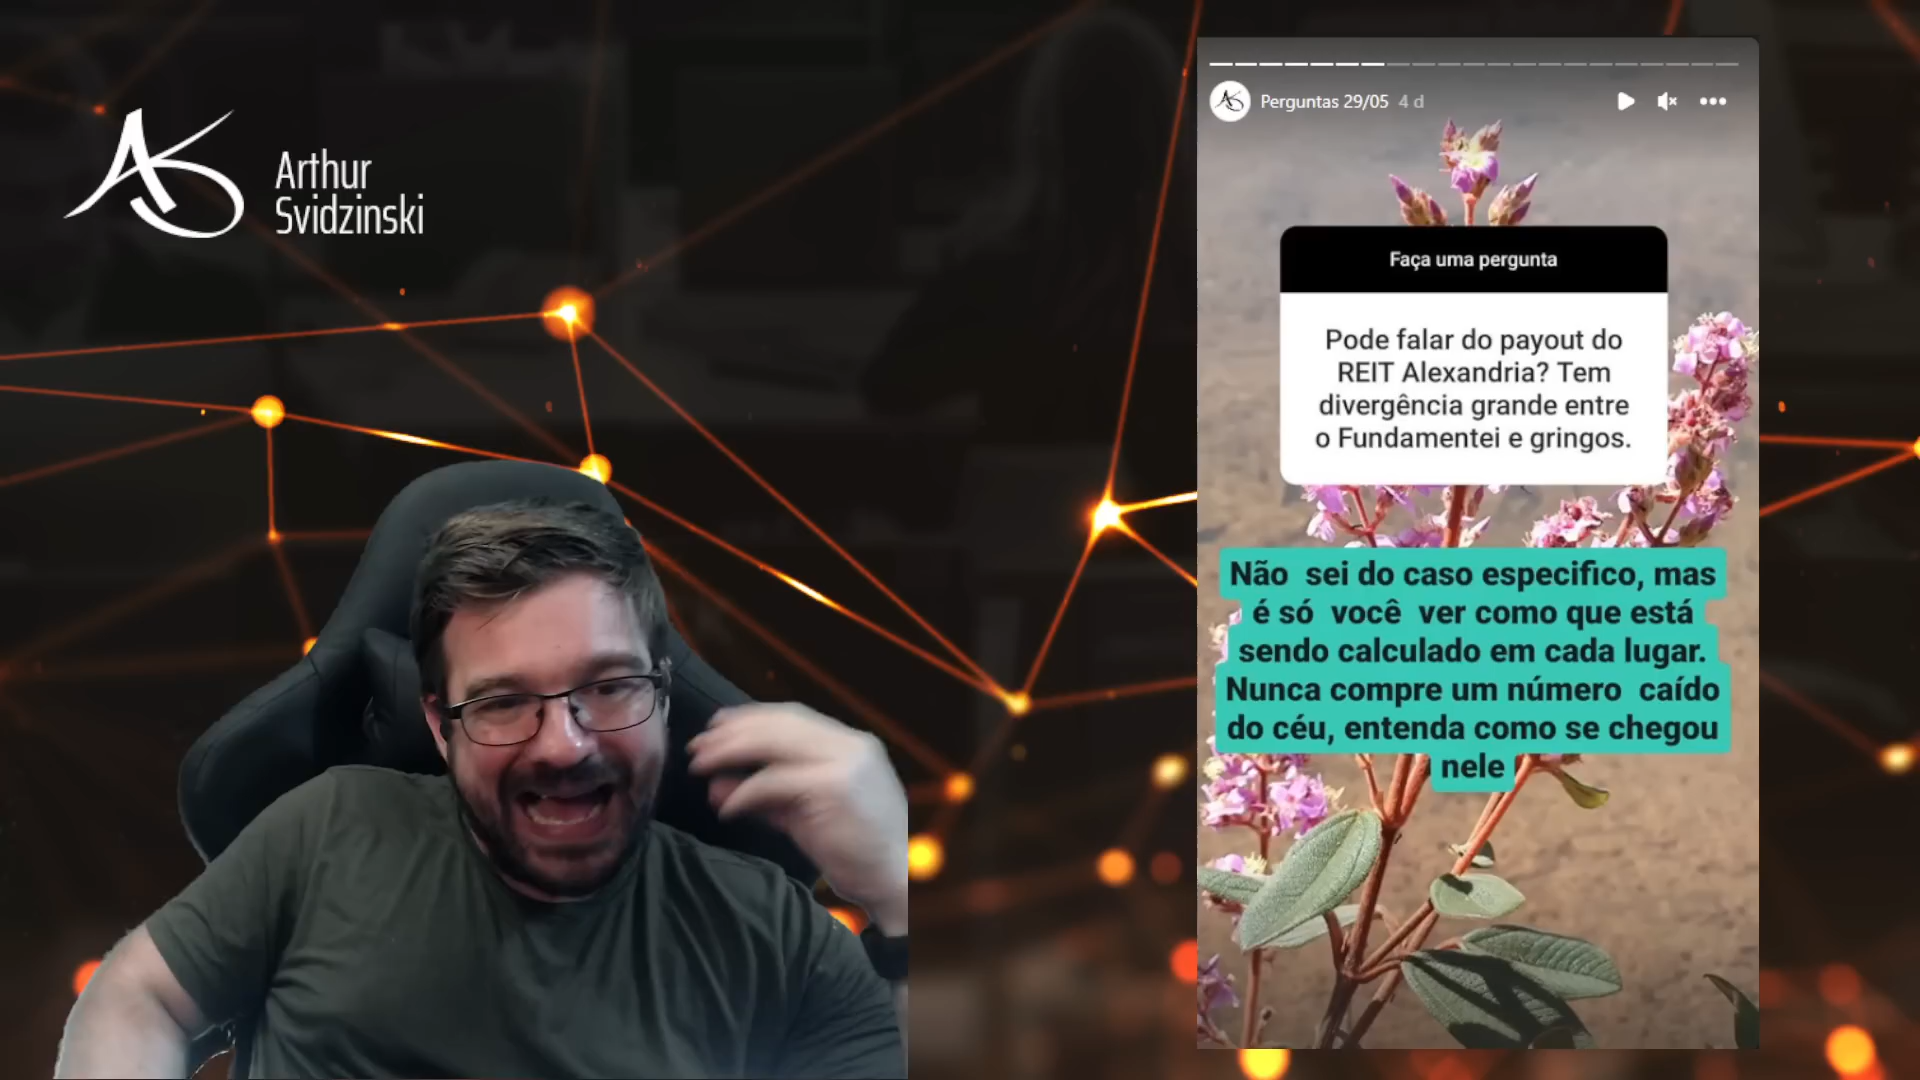 Arthur
Svidzinski
Perguntas 29/05 4 d
Faça uma pergunta
Pode falar do payout do
REIT Alexandria? Tem
divergência grande entre
o Fundamentei e gringos.
Não sei do caso especifico, mas
é só você ver como que está
sendo calculado em cada lugar.
Nunca compre um número caído
do céu, entenda como se chegou
nele